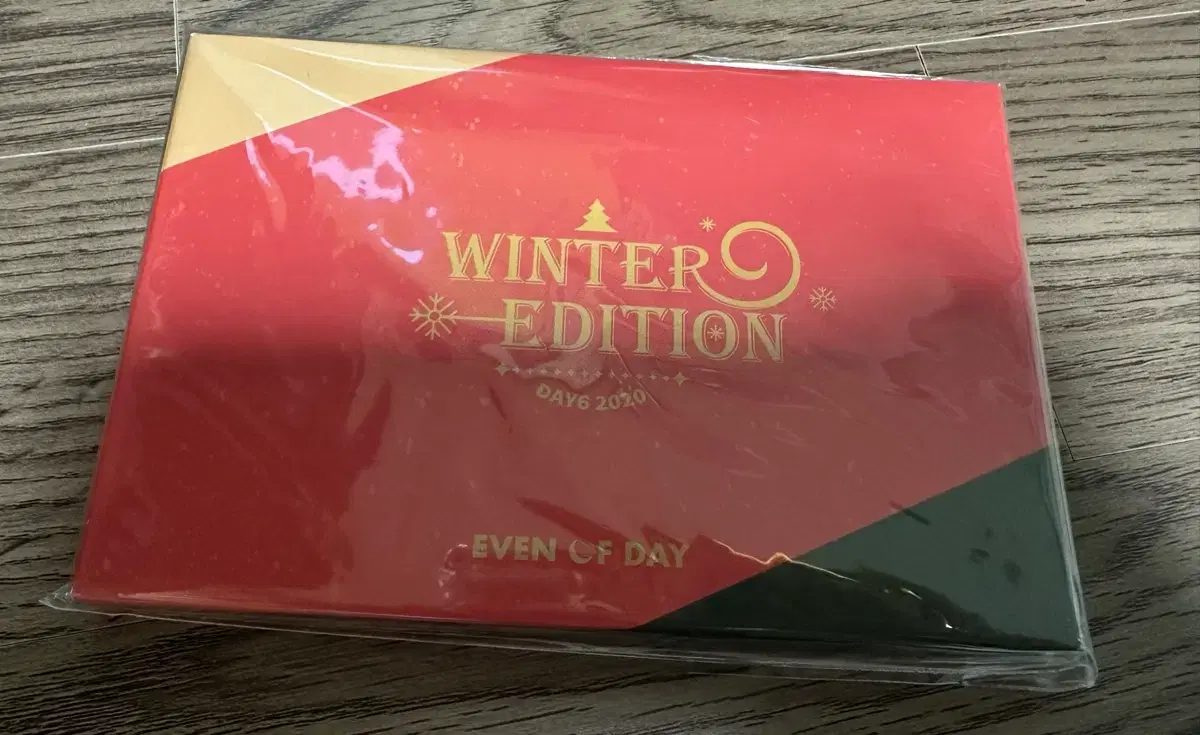 WINTER
EDITION
DAY6 2020
EVEN OF DAY